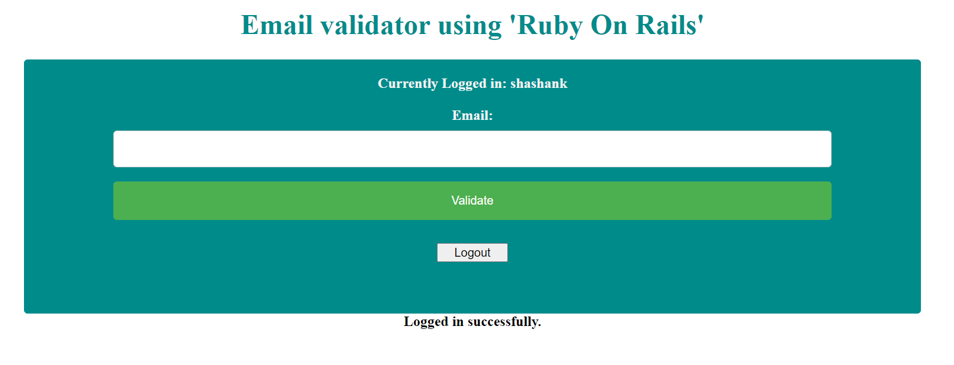 Email validator using 'Ruby On Rails'
Currently Logged in: shashank
Email:
Validate
Logout
Logged in successfully.